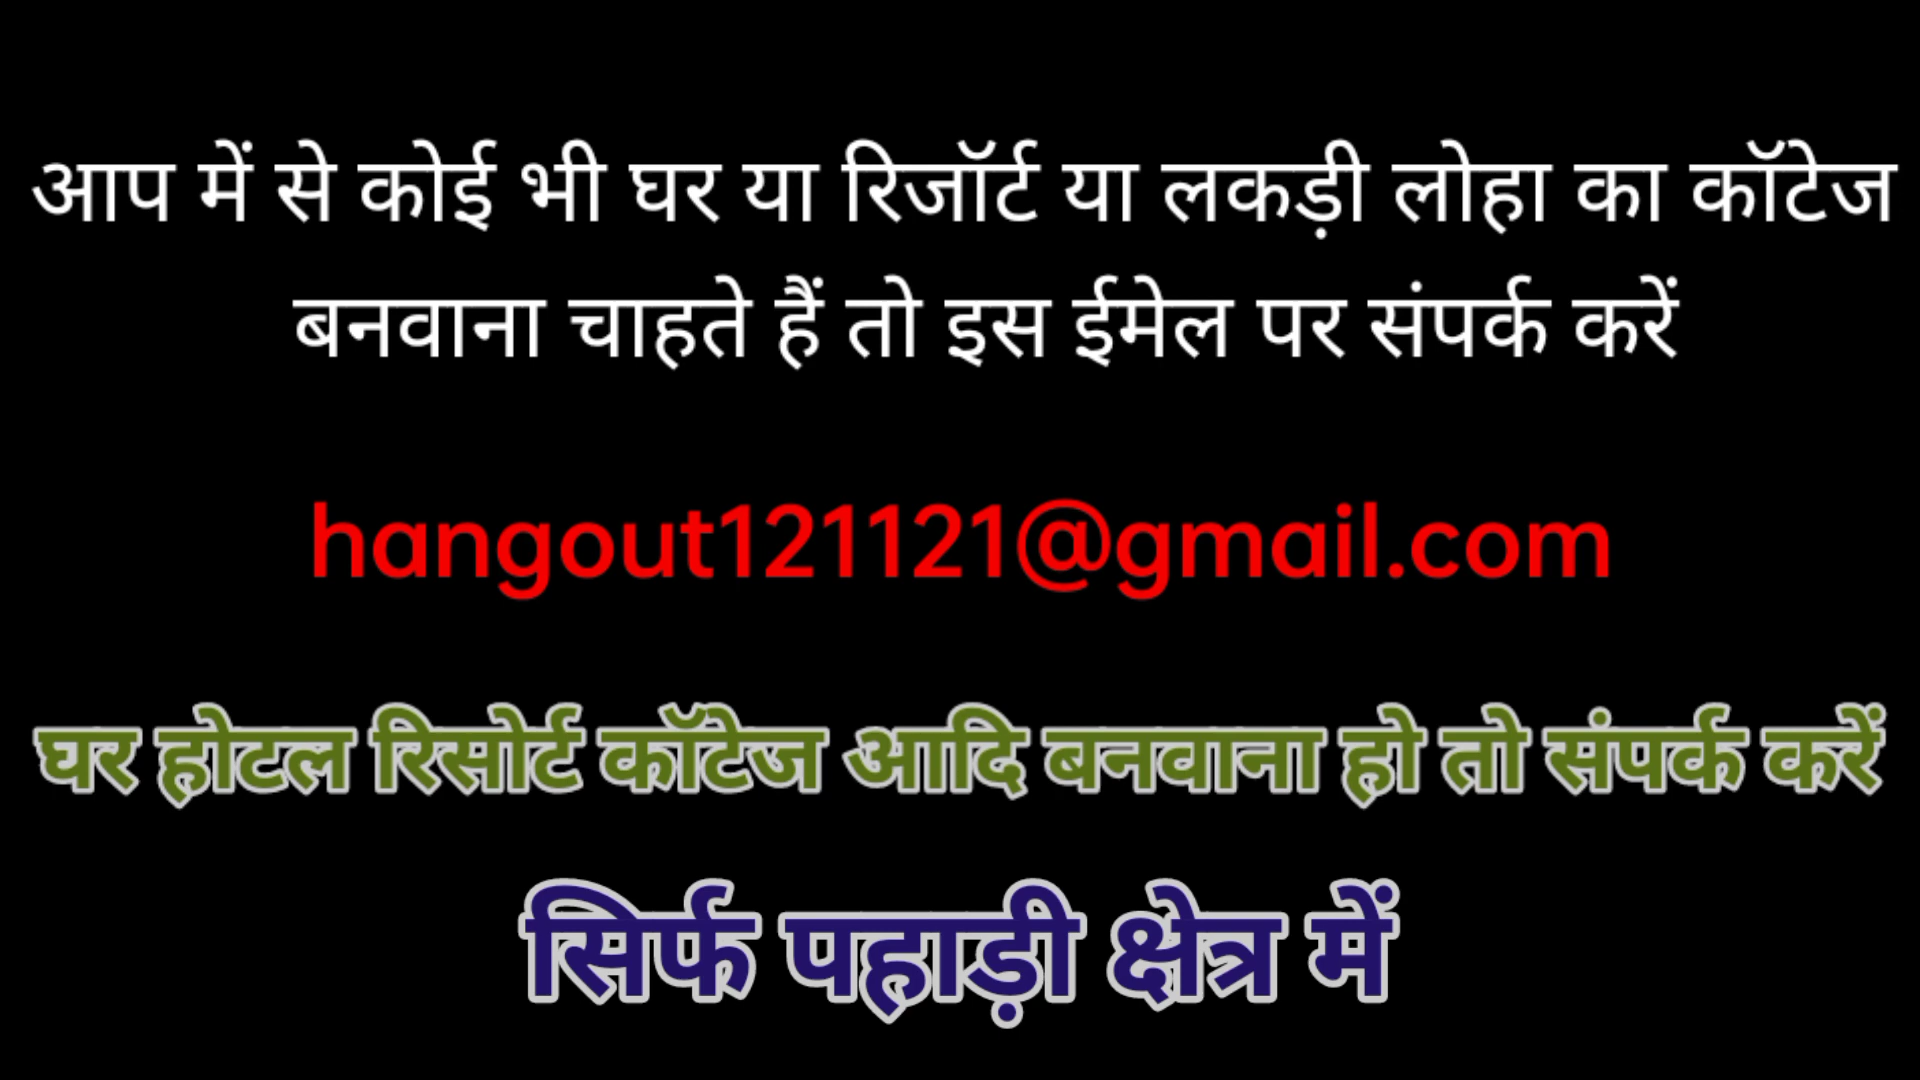 आप में से कोई भी घर या रिजॉर्ट या लकड़ी लोहा का कॉटेज
बनवाना चाहते हैं तो इस ईमेल पर संपर्क करें
hangout121121@gmail.com
घर होटल रिसोर्ट कॉटेज आदि बनवाना हो तो संपर्क करें
सिर्फ पहाड़ी क्षेत्र में